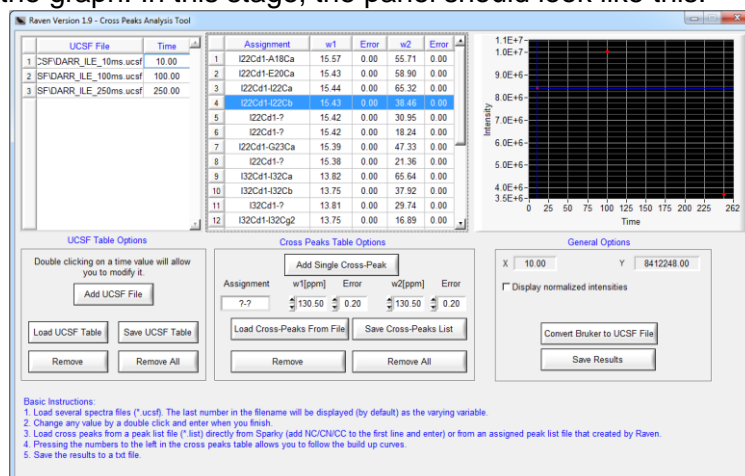 the graph. In this stage, the panel should look like this:
Raven Version 1.9 - Cross Peaks Analysis Tool
UCSF File Time
1 :SF\DARR_ILE_10ms.ucsf 10.00
2 SF\DARR_ILE_100ms.ucsf 100.00
3 SF\DARR_ILE_250ms.ucsf 250.00
Assignment w1 Error w2 Error
1 I22Cd1-A18Ca 15.57 0.00 55.71 0.00
2 I22Cd1-E20Ca 15.43 0.00 58.90 0.00
3 I22Cd1-I22Ca 15.44 0.00 65.32 0.00
4 I22Cd1-I22Cb 15.43 0.00 38.46 0.00
5 I22Cd1-? 15.42 0.00 30.95 0.00
6 I22Cd1-? 15.42 0.00 18.24 0.00
7 I22Cd1-G23Ca 15.39 0.00 47.33 0.00
8 I22Cd1-? 15.38 0.00 21.36 0.00
9 I32Cd1-I32Ca 13.82 0.00 65.64 0.00
10 I32Cd1-I32Cb 13.75 0.00 37.92 0.00
11 I32Cd1-? 13.81 0.00 29.74 0.00
12 I32Cd1-I32Cg2 13.75 0.00 16.89 0.00
Intensity
1.1E+7
1.0E+7
9.0E+6
8.0E+6
7.0E+6
6.0E+6
5.0E+6
4.0E+6
3.5E+6
0 25 50 75 100 125 150 175 200 225 262
Time
UCSF Table Options
Double clicking on a time value will allow
you to modify it.
Add UCSF File
Load UCSF Table Save UCSF Table
Remove Remove All
Cross Peaks Table Options
Add Single Cross-Peak
Assignment w1[ppm] Error w2[ppm] Error
?-? 130.50 0.20 130.50 0.20
Load Cross-Peaks From File Save Cross-Peaks List
Remove Remove All
General Options
X 10.00 Y 8412248.00
Display normalized intensities
Convert Bruker to UCSF File
Save Results
Basic Instructions:
1. Load several spectra files (*.ucsf). The last number in the filename will be displayed (by default) as the varying variable.
2. Change any value by a double click and enter when you finish.
3. Load cross peaks from a peak list file (*.list) directly from Sparky (add NC/CN/CC to the first line and enter) or from an assigned peak list file that created by Raven.
4. Pressing the numbers to the left in the cross peaks table allows you to follow the build up curves.
5. Save the results to a txt file.